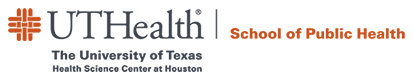 UTHealth® | School of Public Health
The University of Texas
Health Science Center at Houston